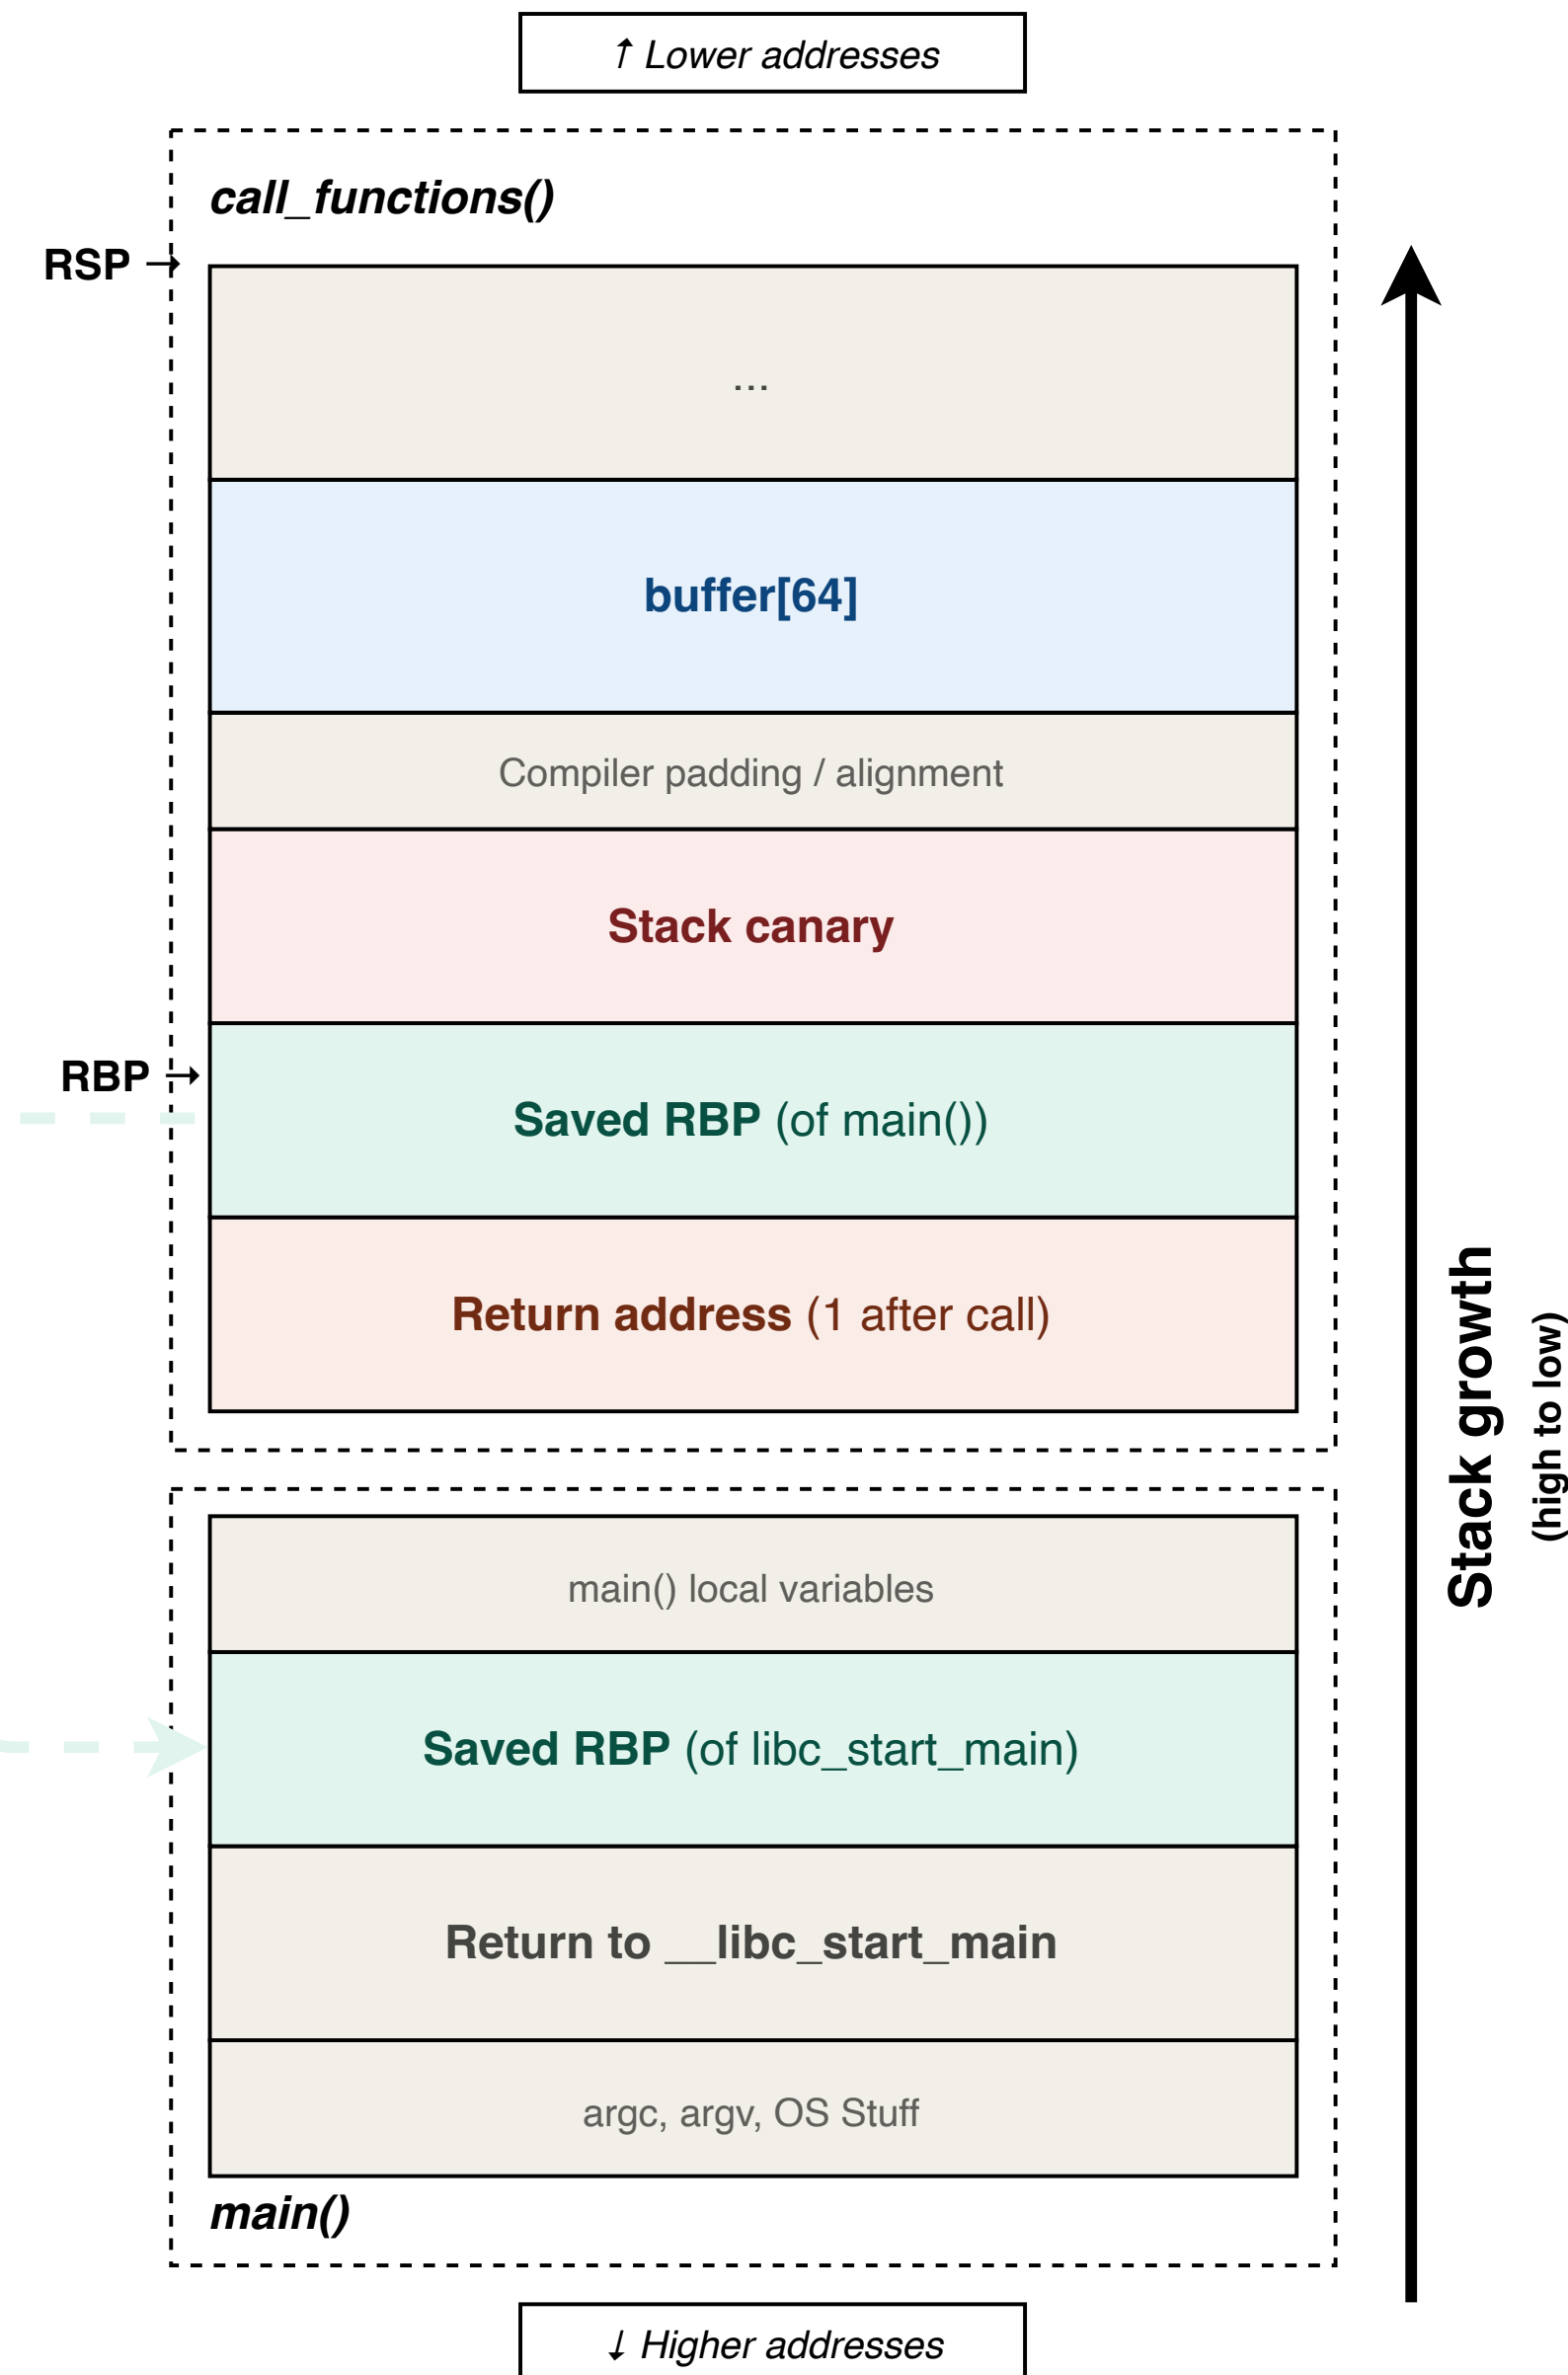 ↑ Lower addresses
call_functions()
RSP →
...
buffer[64]
Compiler padding / alignment
Stack canary
RBP →
Saved RBP (of main())
Return address (1 after call)
Stack growth
(high to low)
main() local variables
Saved RBP (of libc_start_main)
Return to __libc_start_main
argc, argv, OS Stuff
main()
↓ Higher addresses